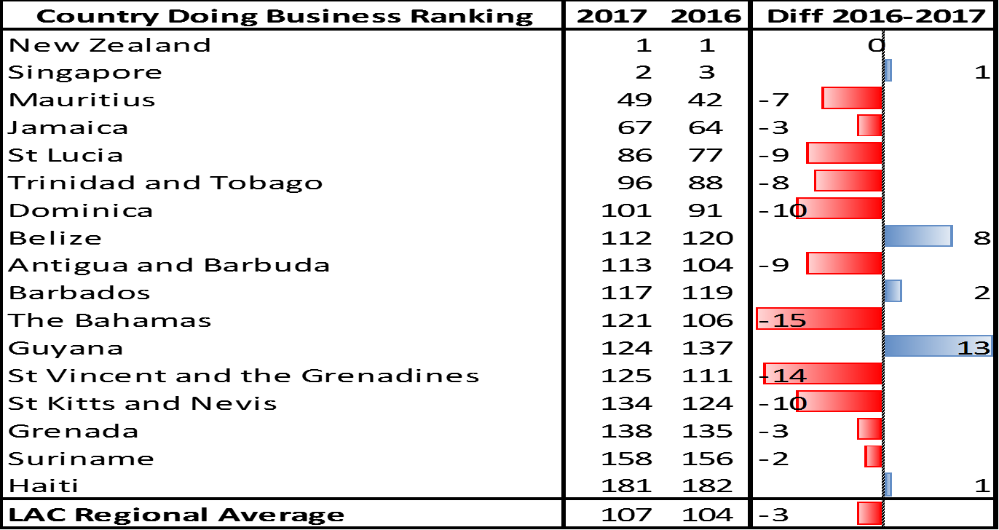 Country Doing Business Ranking 2017 2016 Diff 2016-2017
New Zealand 1 1 0
Singapore 2 3 1
Mauritius 49 42 -7
Jamaica 67 64 -3
St Lucia 86 77 -9
Trinidad and Tobago 96 88 -8
Dominica 101 91 -10
Belize 112 120 8
Antigua and Barbuda 113 104 -9
Barbados 117 119 2
The Bahamas 121 106 -15
Guyana 124 137 13
St Vincent and the Grenadines 125 111 -14
St Kitts and Nevis 134 124 -10
Grenada 138 135 -3
Suriname 158 156 -2
Haiti 181 182 1
LAC Regional Average 107 104 -3